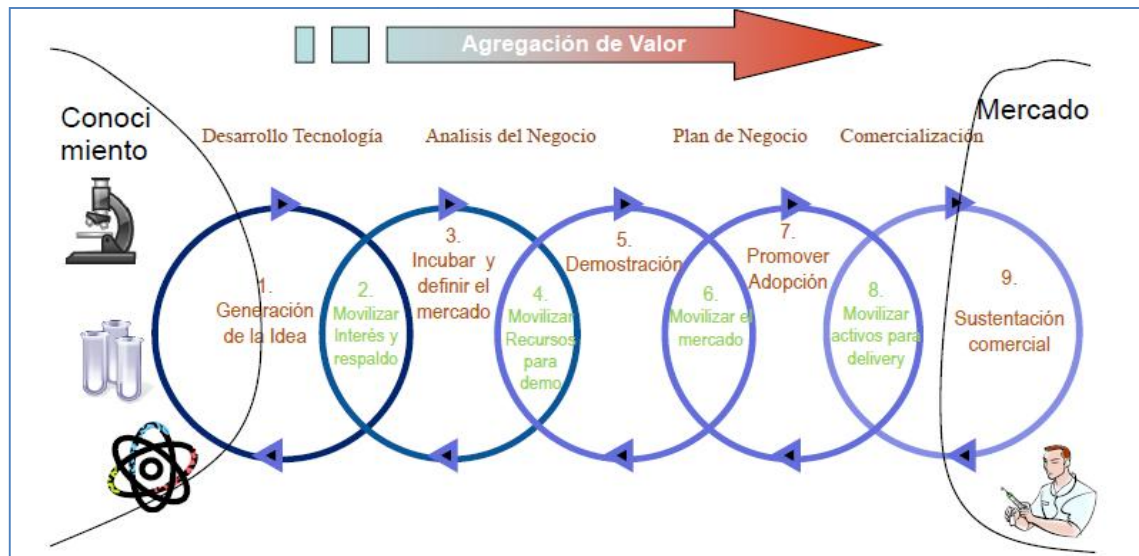 Agregación de Valor
Conoci
miento
Mercado
Desarrollo Tecnología
Analisis del Negocio
Plan de Negocio
Comercialización
1.
Generación
de la Idea
2.
Movilizar
Interés y
respaldo
3.
Incubar y
definir el
mercado
4.
Movilizar
Recursos
para
demo
5.
Demostración
6.
Movilizar el
mercado
7.
Promover
Adopción
8.
Movilizar
activos para
delivery
9.
Sustentación
comercial